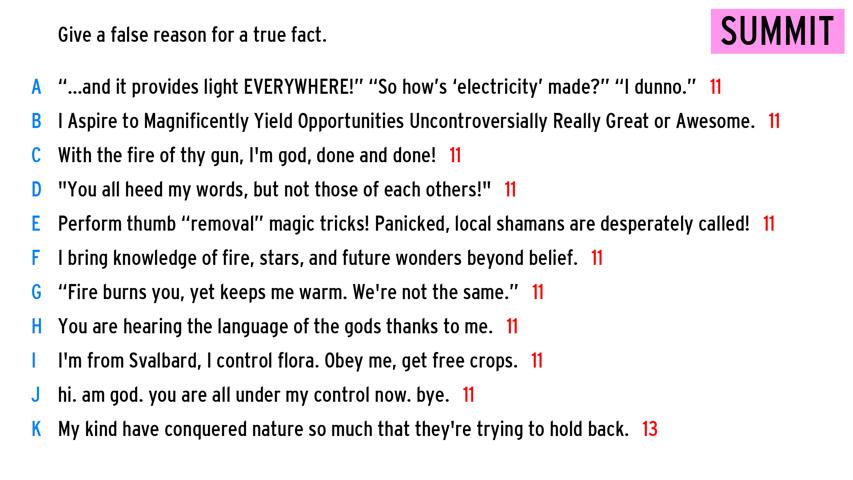 Give a false reason for a true fact.
SUMMIT
A “...and it provides light EVERYWHERE!” “So how’s ‘electricity’ made?” “I dunno.” 11
B I Aspire to Magnificently Yield Opportunities Uncontroversially Really Great or Awesome. 11
C With the fire of thy gun, I'm god, done and done! 11
D "You all heed my words, but not those of each others!" 11
E Perform thumb “removal” magic tricks! Panicked, local shamans are desperately called! 11
F I bring knowledge of fire, stars, and future wonders beyond belief. 11
G “Fire burns you, yet keeps me warm. We're not the same.” 11
H You are hearing the language of the gods thanks to me. 11
I I'm from Svalbard, I control flora. Obey me, get free crops. 11
J hi. am god. you are all under my control now. bye. 11
K My kind have conquered nature so much that they're trying to hold back. 13